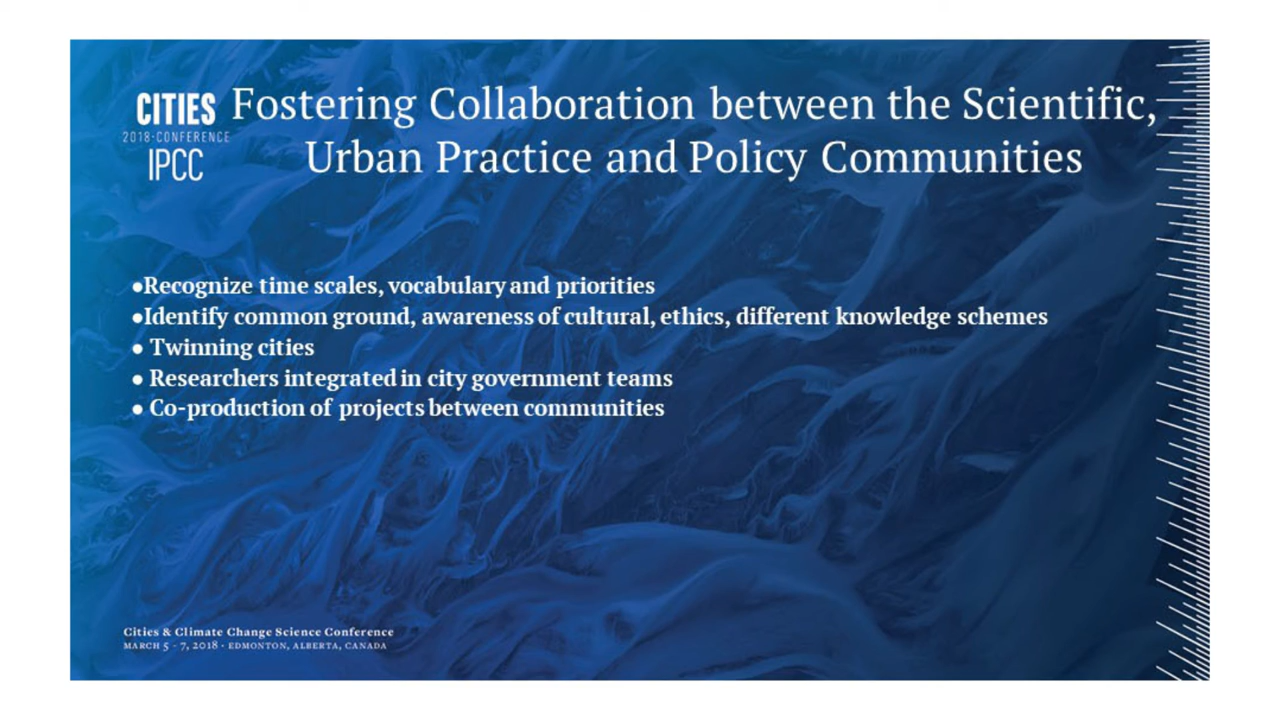 CITIES
2018·CONFERENCE
IPCC
Fostering Collaboration between the Scientific,
Urban Practice and Policy Communities
●Recognize time scales, vocabulary and priorities
●Identify common ground, awareness of cultural, ethics, different knowledge schemes
● Twinning cities
● Researchers integrated in city government teams
● Co-production of projects between communities
Cities & Climate Change Science Conference
MARCH 5 - 7, 2018 · EDMONTON, ALBERTA, CANADA